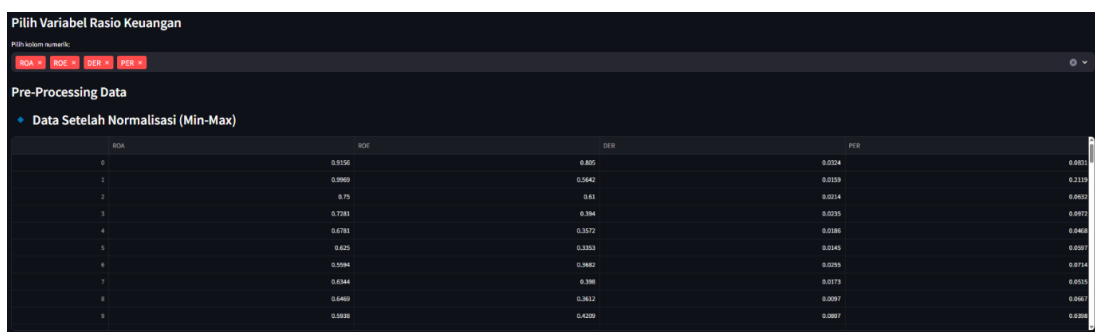 Pilih Variabel Rasio Keuangan
Pilih kolom numerik:
ROA × ROE × DER × PER ×
Pre-Processing Data
Data Setelah Normalisasi (Min-Max)
ROA ROE DER PER
0 0.9156 0.805 0.0324 0.0831
1 0.9969 0.5642 0.0159 0.2119
2 0.75 0.61 0.0214 0.0632
3 0.7281 0.394 0.0235 0.0972
4 0.6781 0.3572 0.0186 0.0468
5 0.625 0.3353 0.0145 0.0597
6 0.5594 0.3682 0.0255 0.0714
7 0.6344 0.398 0.0173 0.0515
8 0.6469 0.3612 0.0097 0.0667
9 0.5938 0.4209 0.0807 0.0398